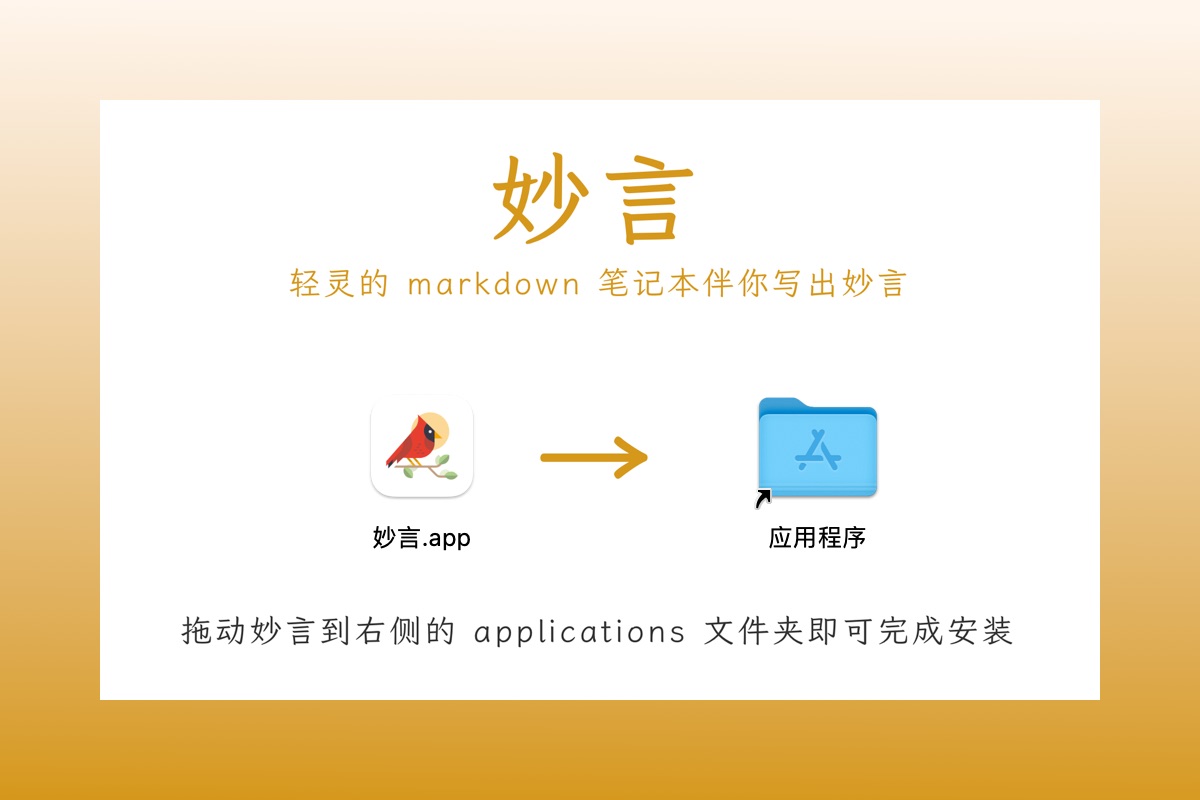 妙言
轻灵的 markdown 笔记本伴你写出妙言
妙言.app
应用程序
拖动妙言到右侧的 applications 文件夹即可完成安装